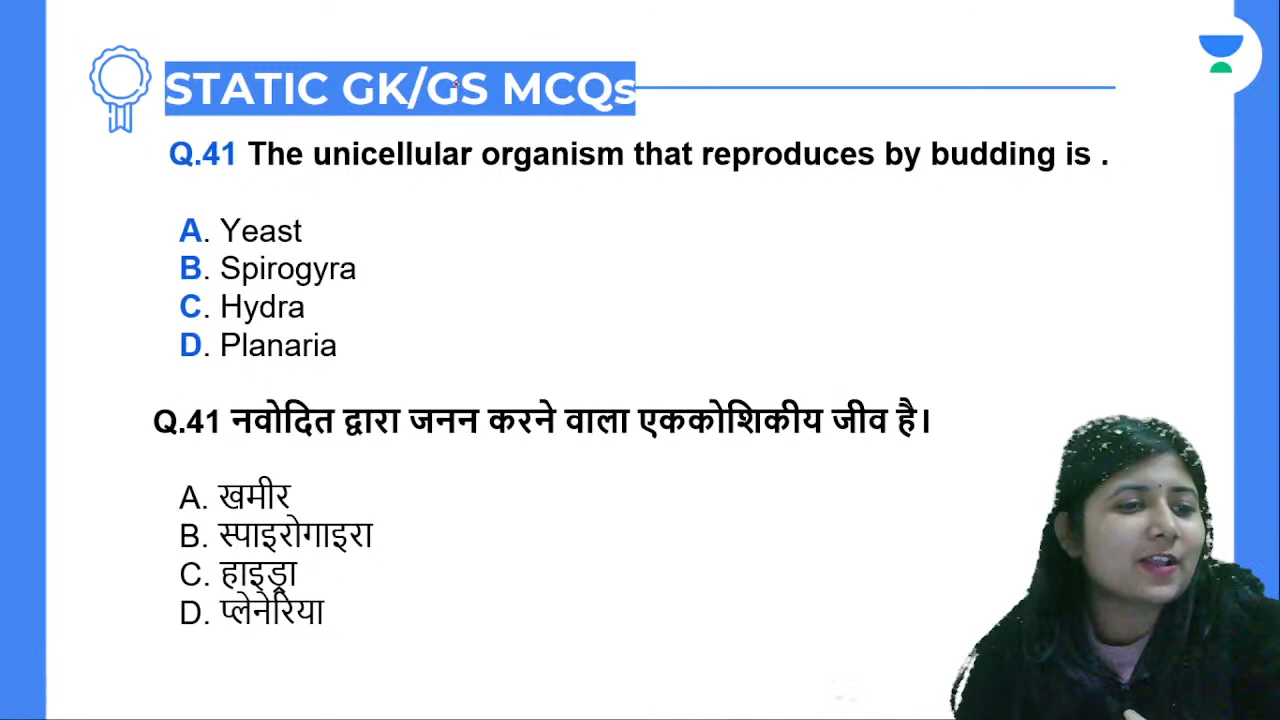 STATIC GK/GS MCQs
Q.41 The unicellular organism that reproduces by budding is .
A. Yeast
B. Spirogyra
C. Hydra
D. Planaria
Q.41 नवोदित द्वारा जनन करने वाला एककोशिकीय जीव है।
A. खमीर
B. स्पाइरोगाइरा
C. हाइड्रा
D. प्लेनेरिया